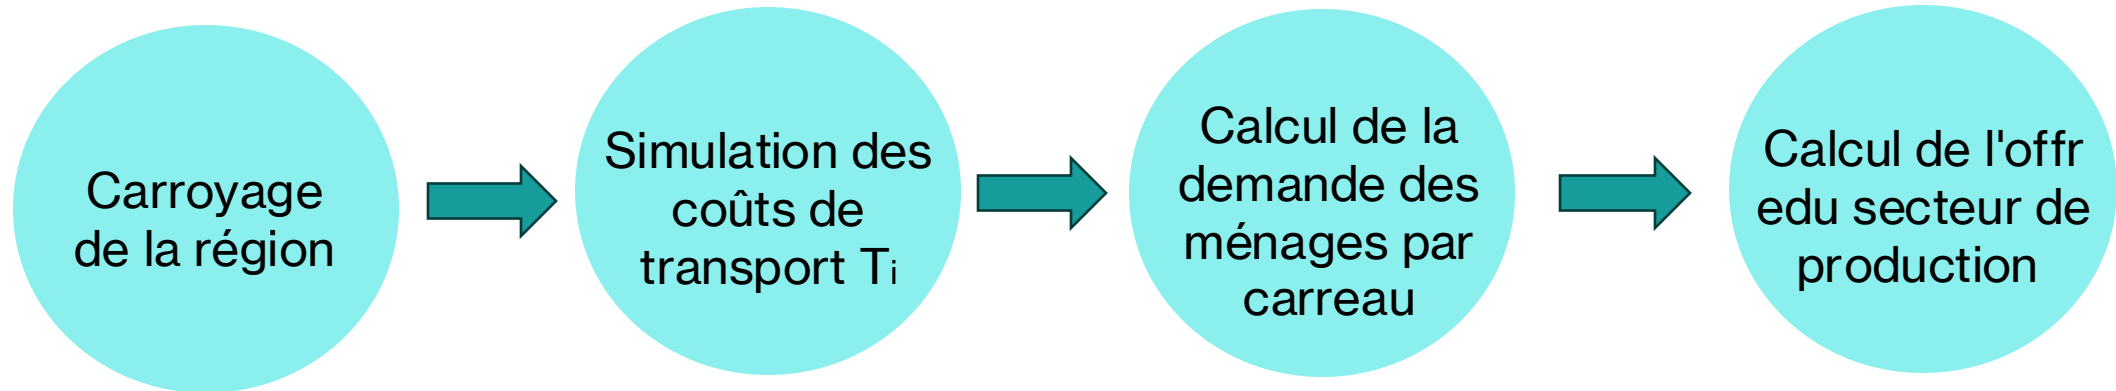 Carroyage
de la région
Simulation des
coûts de
transport Ti
Calcul de la
demande des
ménages par
carreau
Calcul de l'offr
edu secteur de
production